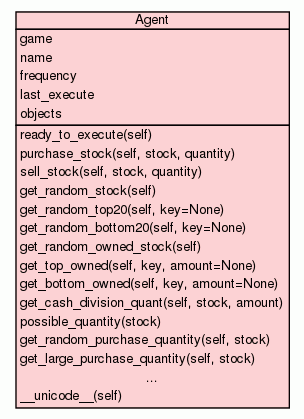 Agent
game
name
frequency
last_execute
objects
ready_to_execute(self)
purchase_stock(self, stock, quantity)
sell_stock(self, stock, quantity)
get_random_stock(self)
get_random_top20(self, key=None)
get_random_bottom20(self, key=None)
get_random_owned_stock(self)
get_top_owned(self, key, amount=None)
get_bottom_owned(self, key, amount=None)
get_cash_division_quant(self, stock, amount)
possible_quantity(stock)
get_random_purchase_quantity(self, stock)
get_large_purchase_quantity(self, stock)
...
__unicode__(self)